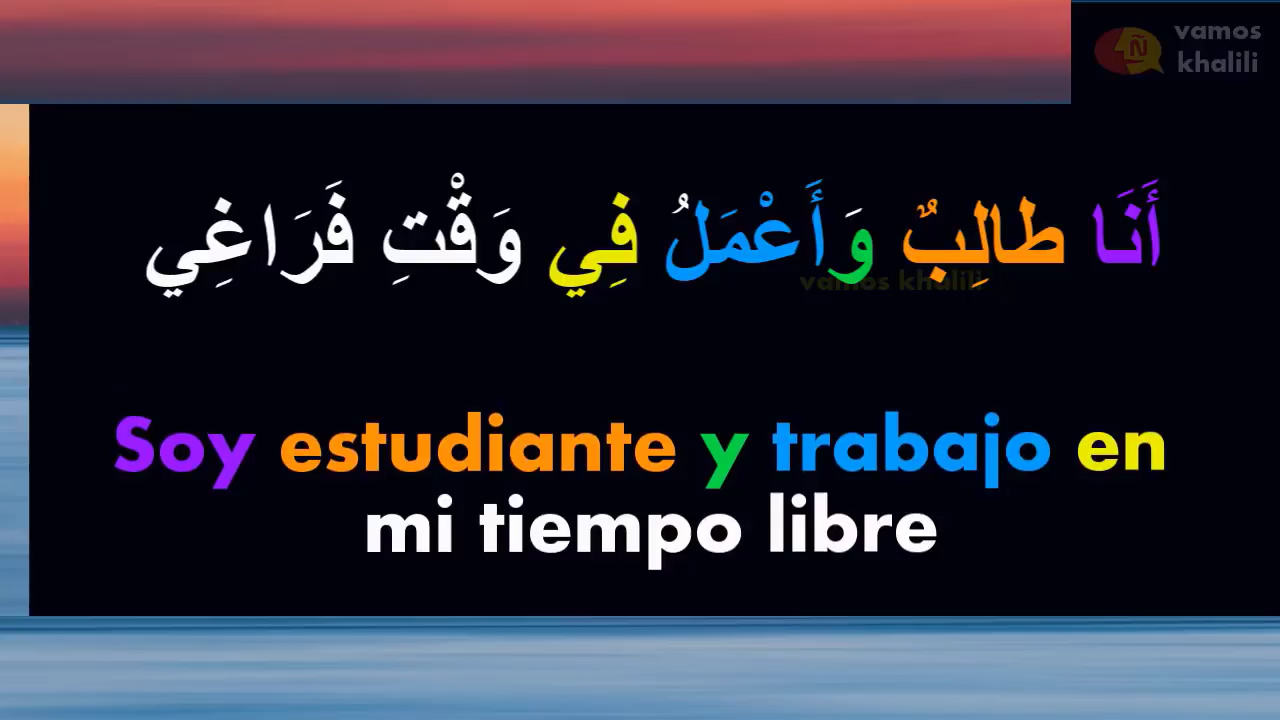 vamos
khalili
Ñ
أَنَا طالِبٌ وَأَعْمَلُ فِي وَقْتِ فَرَاغِي
vamos khalili
Soy estudiante y trabajo en
mi tiempo libre